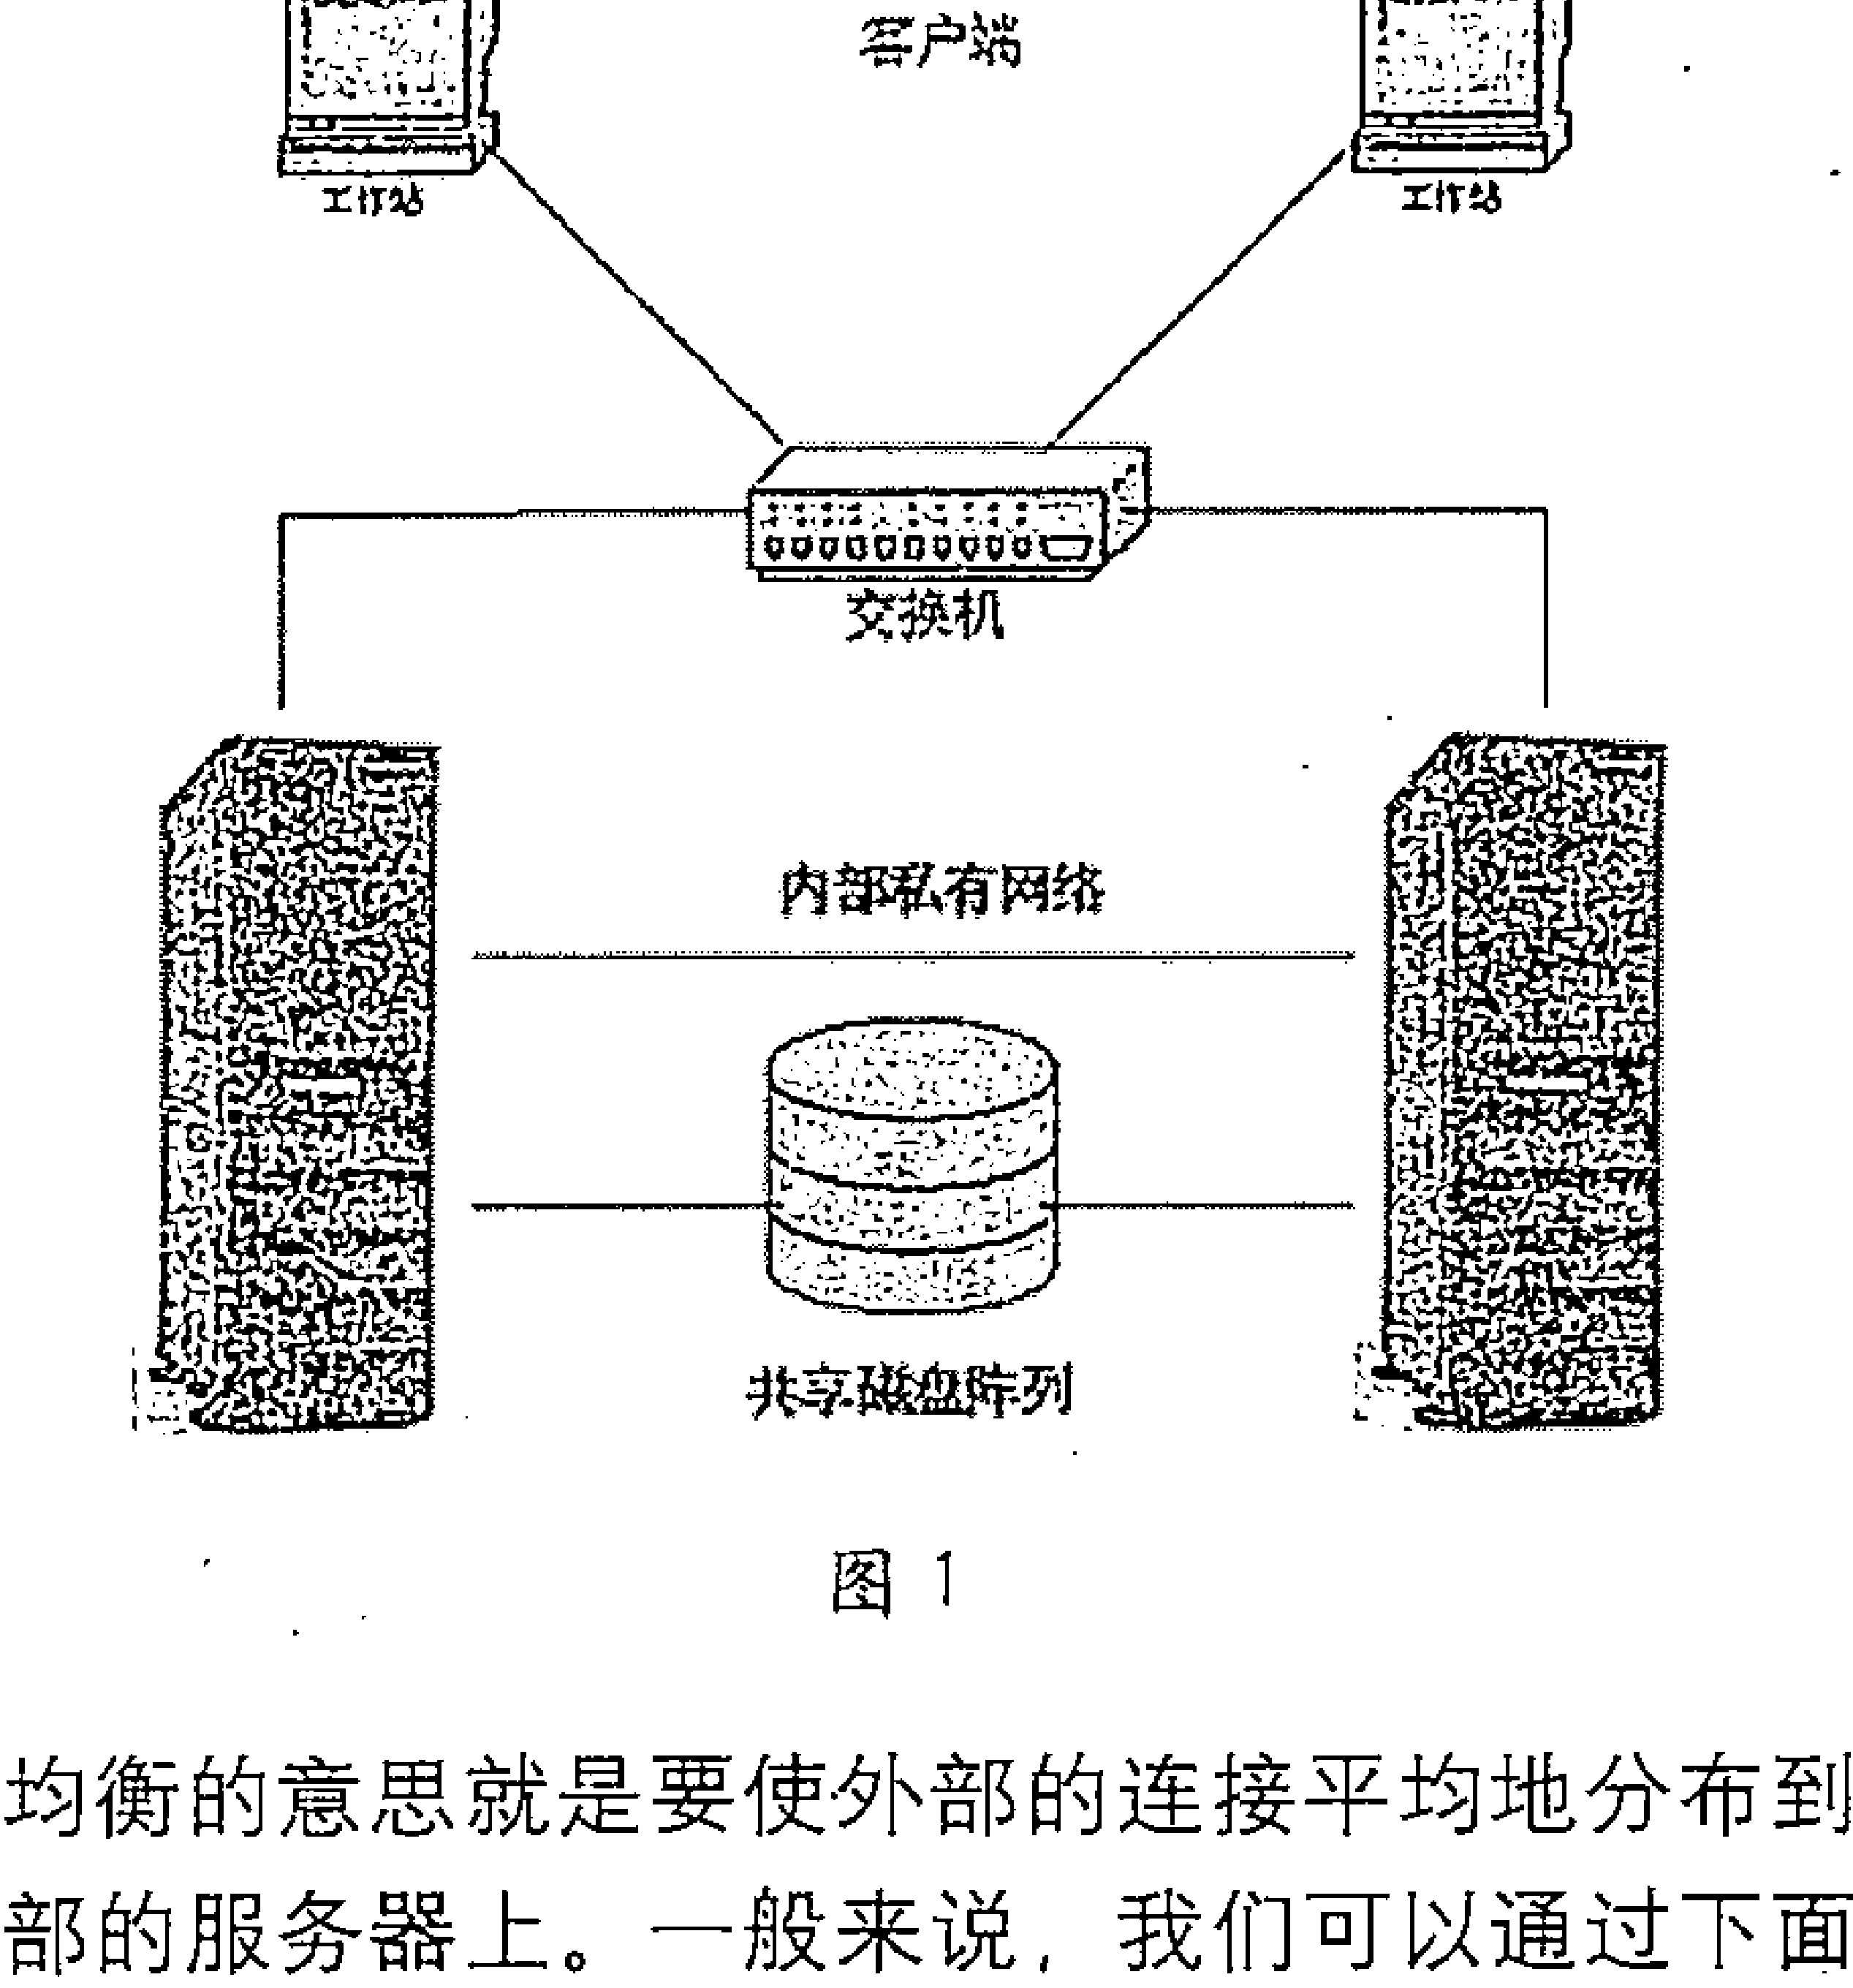 客户端
工作站
工作站
交换机
内部私有网络
共享磁盘阵列
图 1
均衡的意思就是要使外部的连接平均地分布到
部的服务器上。一般来说，我们可以通过下面